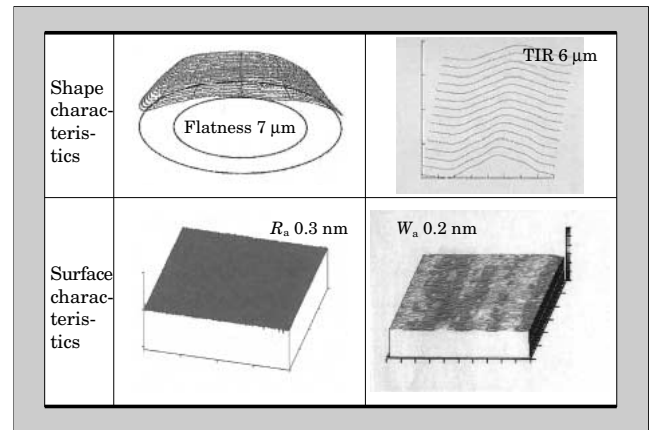 Shape
charac-
teris-
tics
Flatness 7 μm
TIR 6 μm
Surface
charac-
teris-
tics
Ra 0.3 nm
Wa 0.2 nm